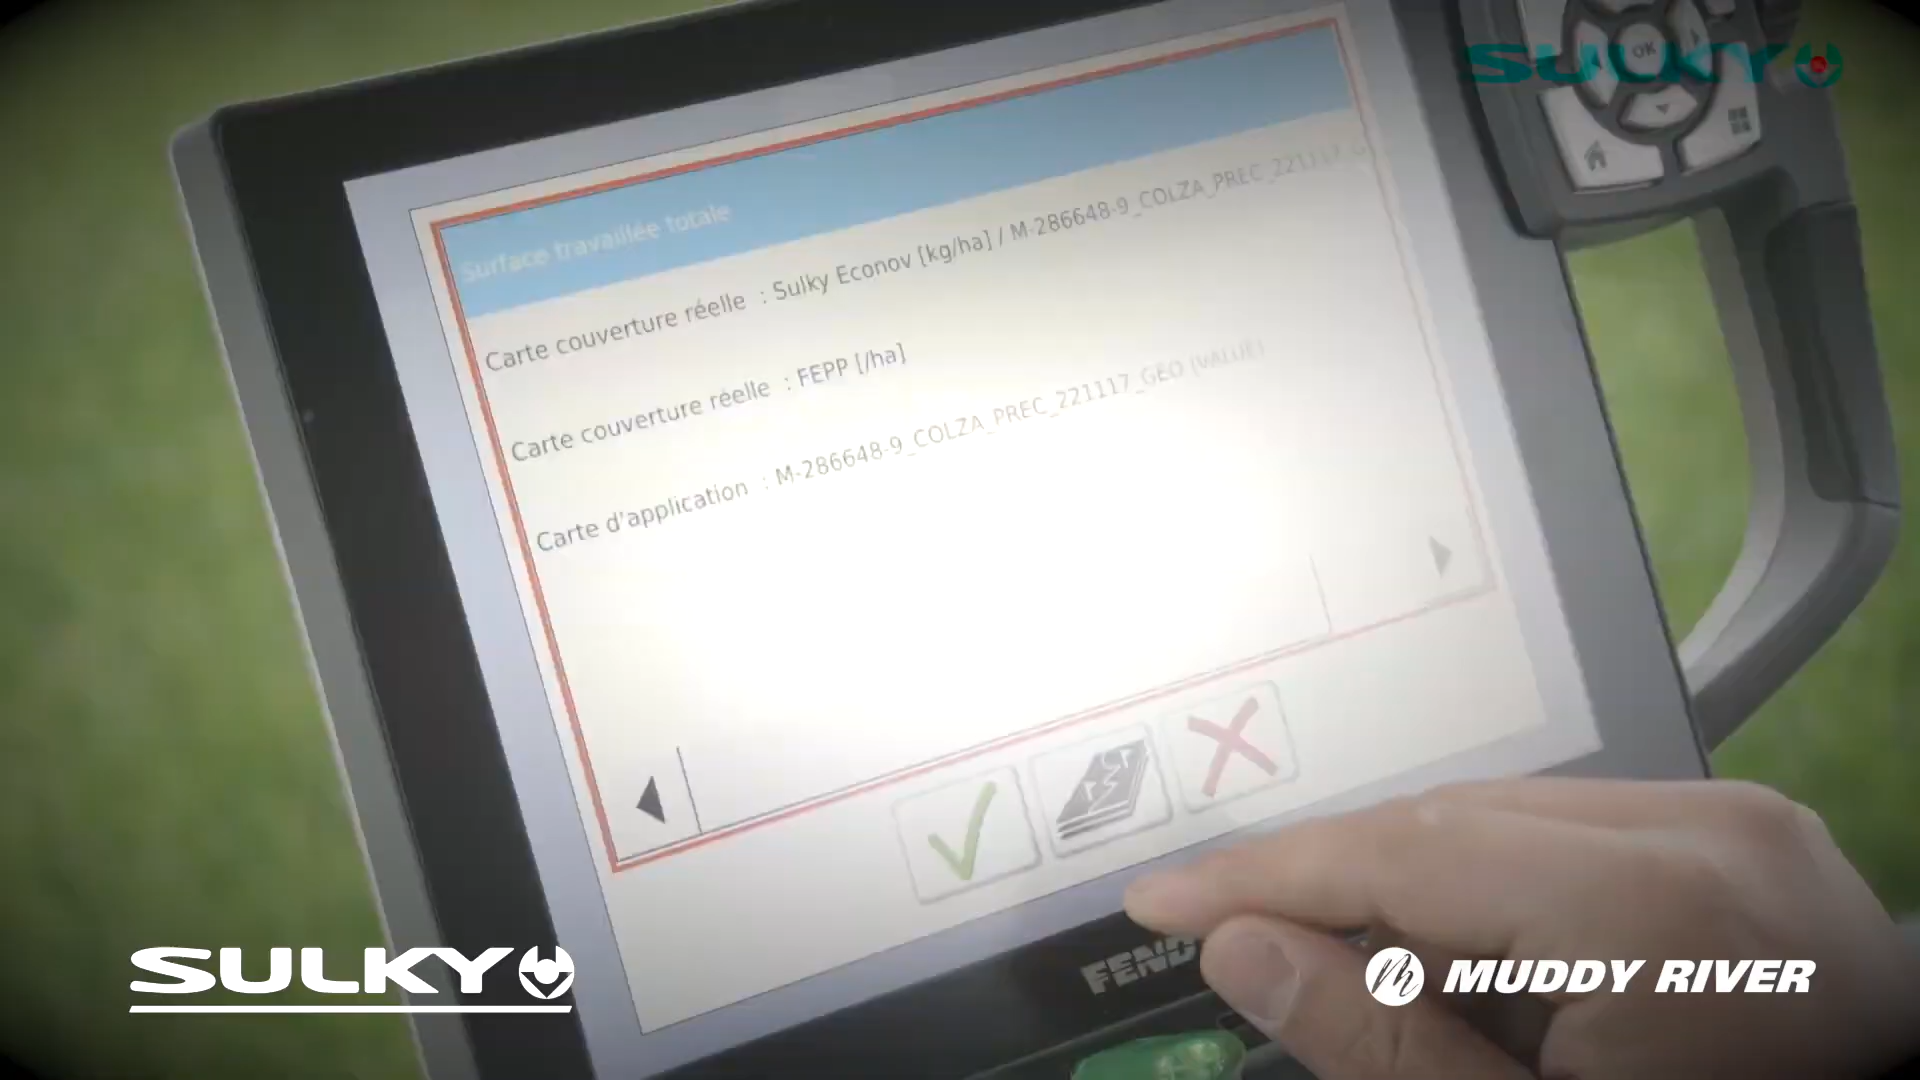 SULKY
OK
Surface travaillée totale
Carte couverture réelle : Sulky Econov [kg/ha] / M-286648-9_COLZA_PREC_221117_G
Carte couverture réelle : FEPP [/ha]
Carte d'application : M-286648-9_COLZA_PREC_221117_GEO (VALUE)
FENDT
SULKY
MUDDY RIVER